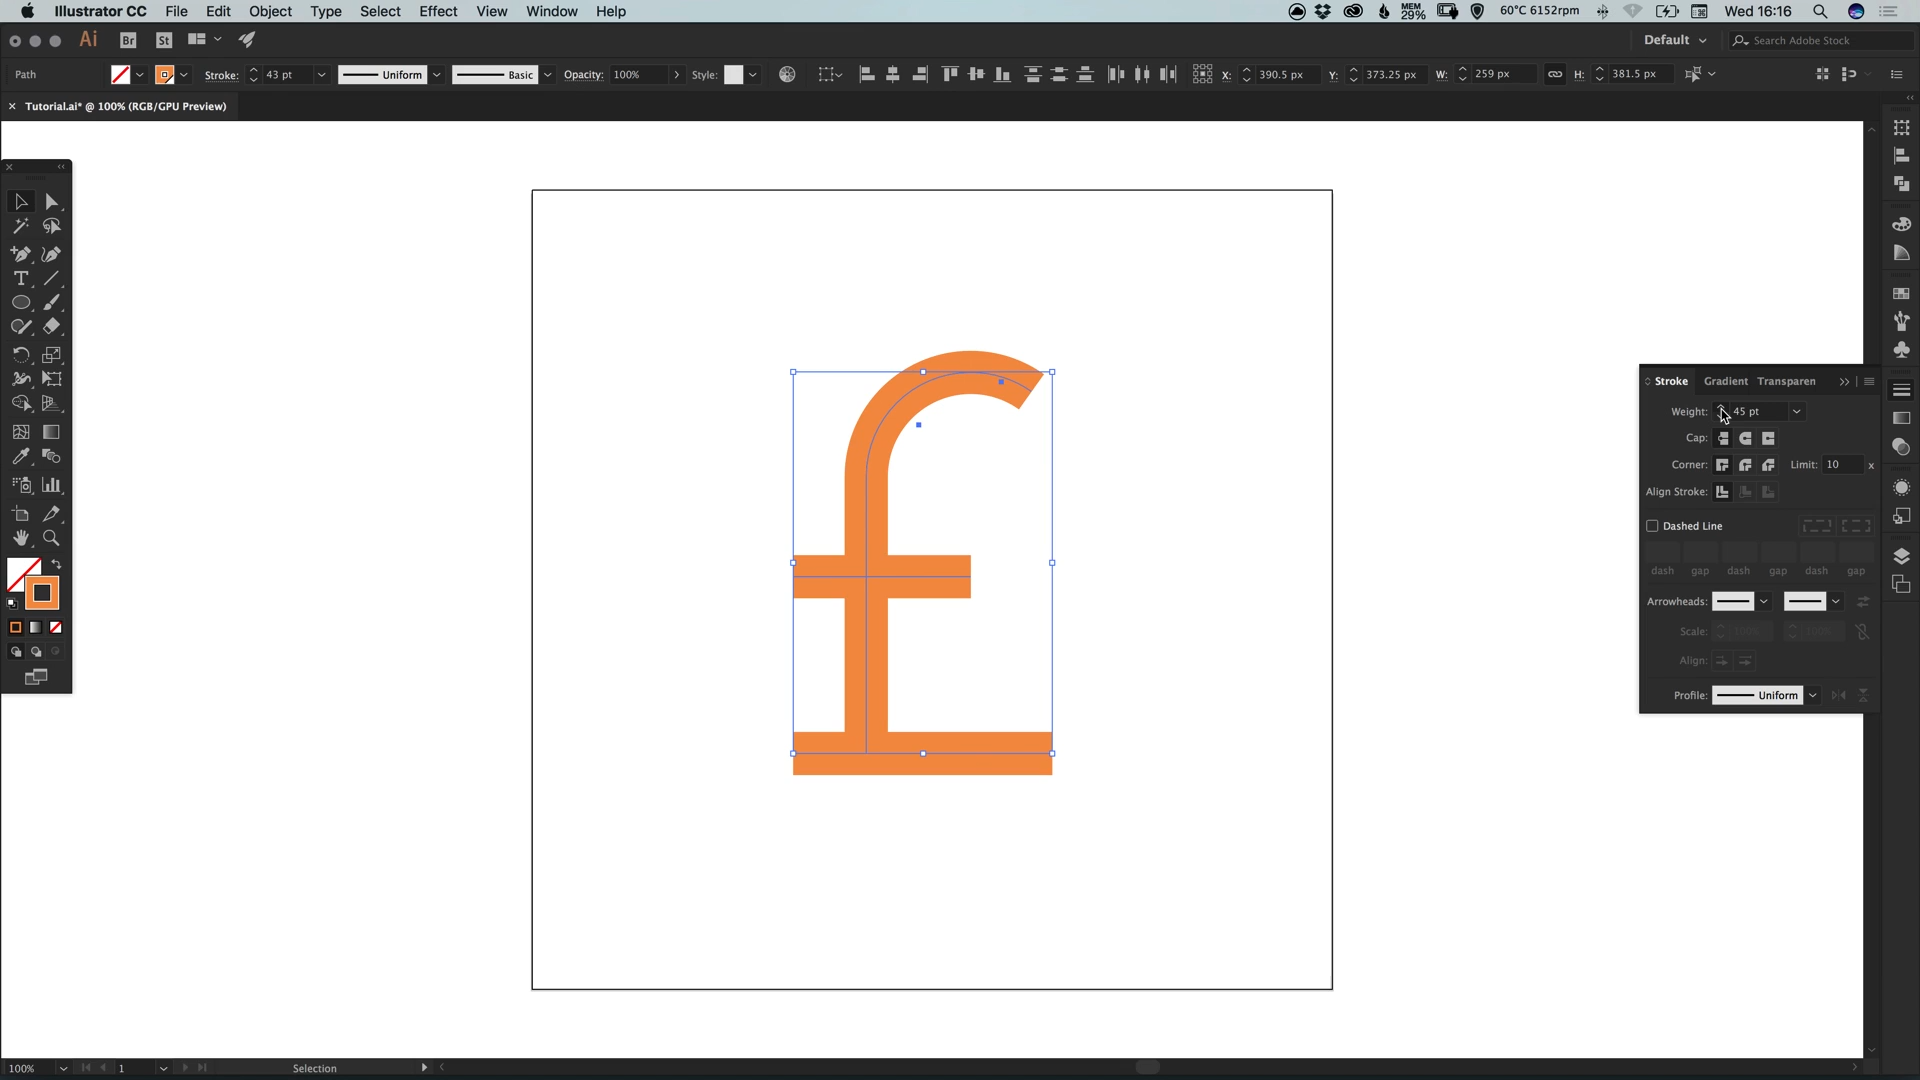 Illustrator CC File Edit Object Type Select Effect View Window Help MEM 29% 60°C 6152rpm Wed 16:16
Ai Br St Default Search Adobe Stock
Path Stroke: 43 pt Uniform Basic Opacity: 100% Style: X: 390.5 px Y: 373.25 px W: 259 px H: 381.5 px
× Tutorial.ai* @ 100% (RGB/GPU Preview)
£
Stroke Gradient Transparen
Weight: 45 pt
Cap:
Corner: Limit: 10 x
Align Stroke:
Dashed Line
dash gap dash gap dash gap
Arrowheads:
Scale: 100% 100%
Align:
Profile: Uniform
100% 1 Selection